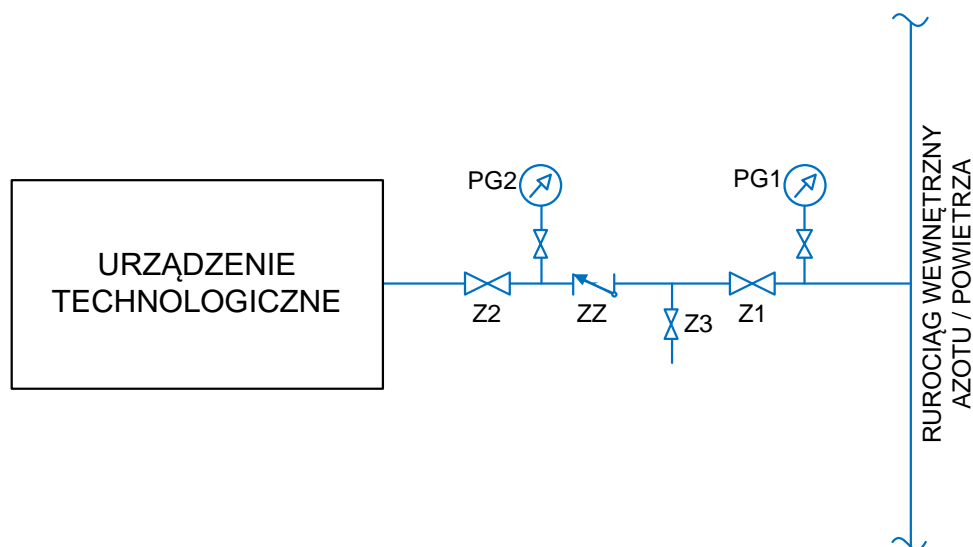 PG2
PG1
URZĄDZENIE
TECHNOLOGICZNE
Z2
ZZ
Z3
Z1
RUROCIĄG WEWNĘTRZNY
AZOTU / POWIETRZA